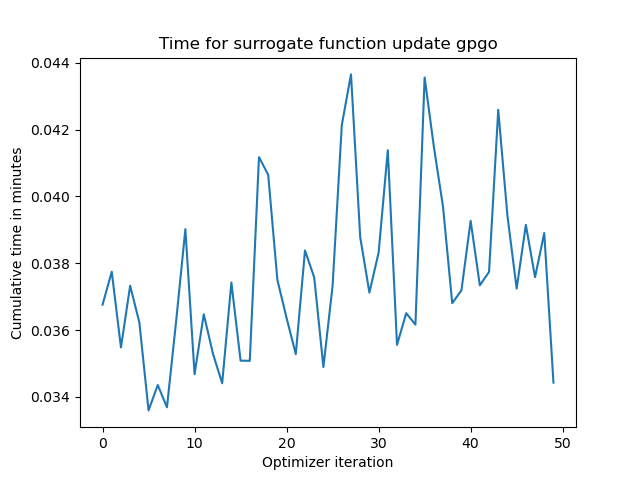 Time for surrogate function update gpgo
0.044
0.042
0.040
0.038
0.036
0.034
Cumulative time in minutes
0 10 20 30 40 50
Optimizer iteration